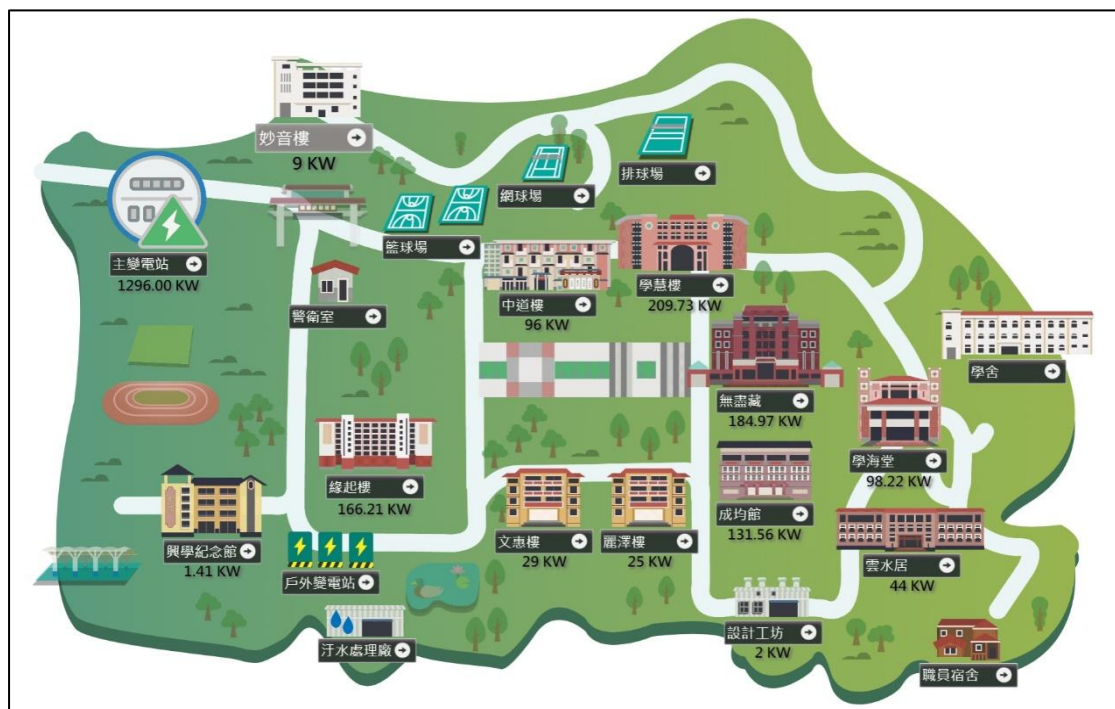 妙音樓
9 KW
網球場
排球場
主變電站
1296.00 KW
籃球場
中道樓
96 KW
學慧樓
209.73 KW
警衛室
學舍
無盡藏
184.97 KW
學海堂
98.22 KW
緣起樓
166.21 KW
成均館
131.56 KW
興學紀念館
1.41 KW
戶外變電站
文惠樓
29 KW
麗澤樓
25 KW
雲水居
44 KW
汙水處理廠
設計工坊
2 KW
職員宿舍